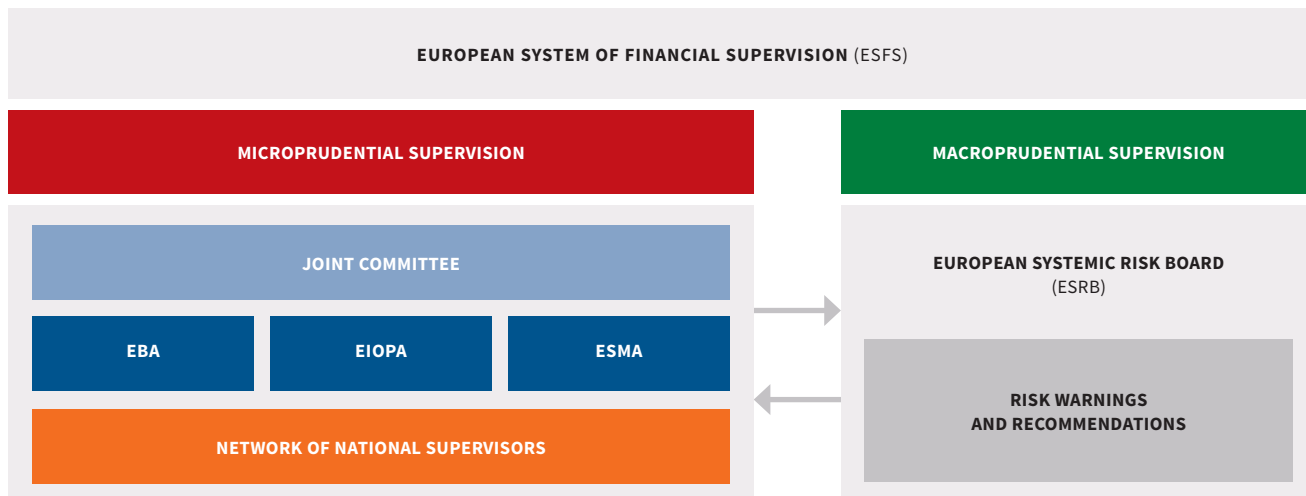 EUROPEAN SYSTEM OF FINANCIAL SUPERVISION (ESFS)
MICROPRUDENTIAL SUPERVISION
JOINT COMMITTEE
EBA
EIOPA
ESMA
NETWORK OF NATIONAL SUPERVISORS
MACROPRUDENTIAL SUPERVISION
EUROPEAN SYSTEMIC RISK BOARD
(ESRB)
RISK WARNINGS
AND RECOMMENDATIONS